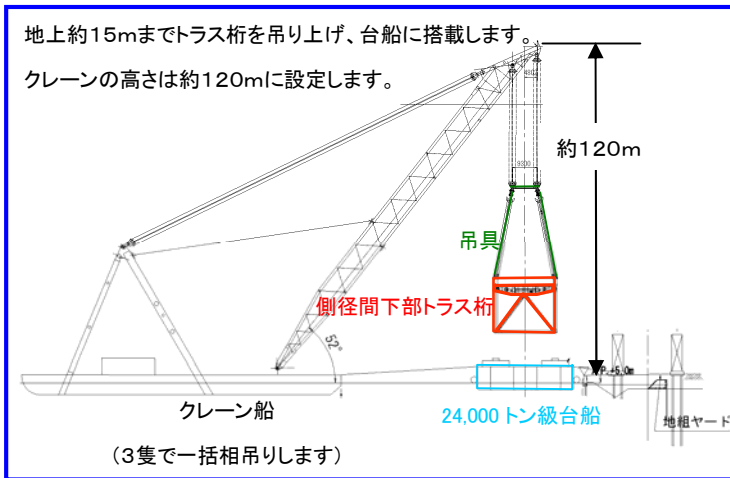 地上約15mまでトラス桁を吊り上げ、台船に搭載します。
クレーンの高さは約120mに設定します。
約120m
9300
吊具
側径間下部トラス桁
52°
クレーン船
24,000 トン級台船
地組ヤード
（3隻で一括相吊りします）